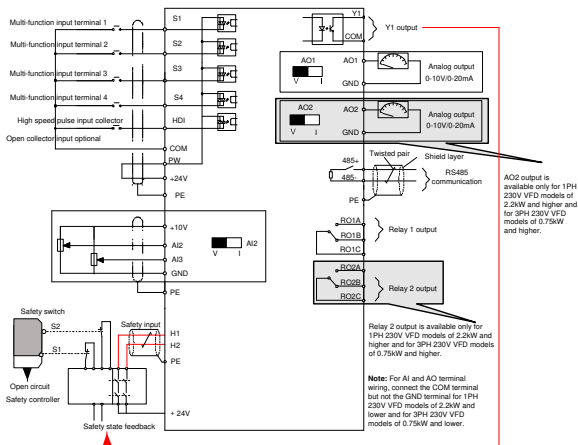 Multi-function input terminal 1
Multi-function input terminal 2
Multi-function input terminal 3
Multi-function input terminal 4
High speed pulse input collector
Open collector input optional
S1
S2
S3
S4
HDI
COM
PW
+24V
PE
+10V
AI2
AI3
GND
PE
AI2
V I
Safety switch
S2
S1
Open circuit
Safety controller
Safety input
H1
H2
PE
+ 24V
Safety state feedback
Y1
COM
Y1 output
AO1
V I
AO1
GND
Analog output
0-10V/0-20mA
AO2
V I
AO2
GND
Analog output
0-10V/0-20mA
AO2 output is
available only for 1PH
230V VFD models of
2.2kW and higher and
for 3PH 230V VFD
models of 0.75kW
and higher.
Twisted pair
Shield layer
485+
485-
PE
RS485
communication
RO1A
RO1B
RO1C
Relay 1 output
RO2A
RO2B
RO2C
Relay 2 output
Relay 2 output is available only for
1PH 230V VFD models of 2.2kW and
higher and for 3PH 230V VFD models
of 0.75kW and higher.
Note: For AI and AO terminal
wiring, connect the COM terminal
but not the GND terminal for 1PH
230V VFD models of 2.2kW and
lower and for 3PH 230V VFD
models of 0.75kW and lower.